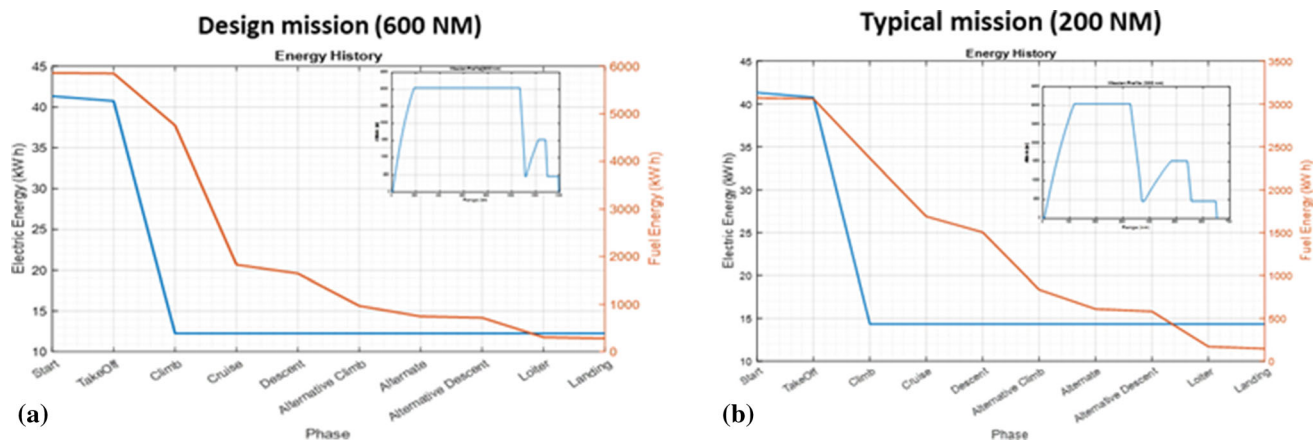 Design mission (600 NM)
Energy History
45
40
35
30
25
20
15
10
Electric Energy (kWh)
6000
5000
4000
3000
2000
1000
0
Fuel Energy (kWh)
Start
TakeOff
Climb
Cruise
Descent
Alternative Climb
Alternate
Alternative Descent
Loiter
Landing
Phase
(a)
Typical mission (200 NM)
Energy History
45
40
35
30
25
20
15
10
Electric Energy (kWh)
3500
3000
2500
2000
1500
1000
500
0
Fuel Energy (kWh)
Start
TakeOff
Climb
Cruise
Descent
Alternative Climb
Alternate
Alternative Descent
Loiter
Landing
Phase
(b)